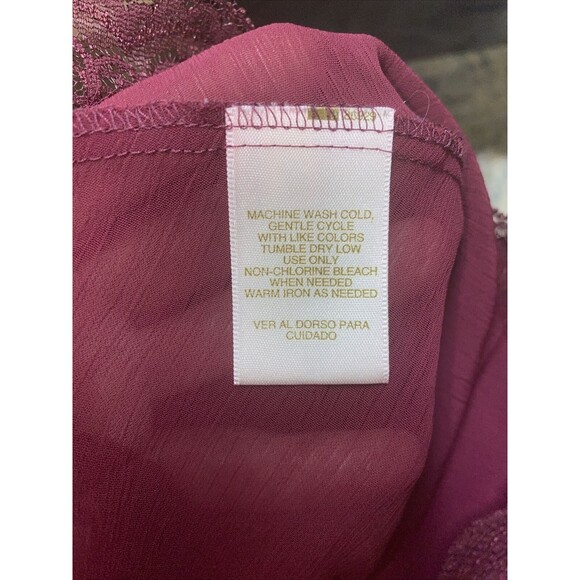 MACHINE WASH COLD,
GENTLE CYCLE
WITH LIKE COLORS
TUMBLE DRY LOW
USE ONLY
NON-CHLORINE BLEACH
WHEN NEEDED
WARM IRON AS NEEDED
VER AL DORSO PARA
CUIDADO